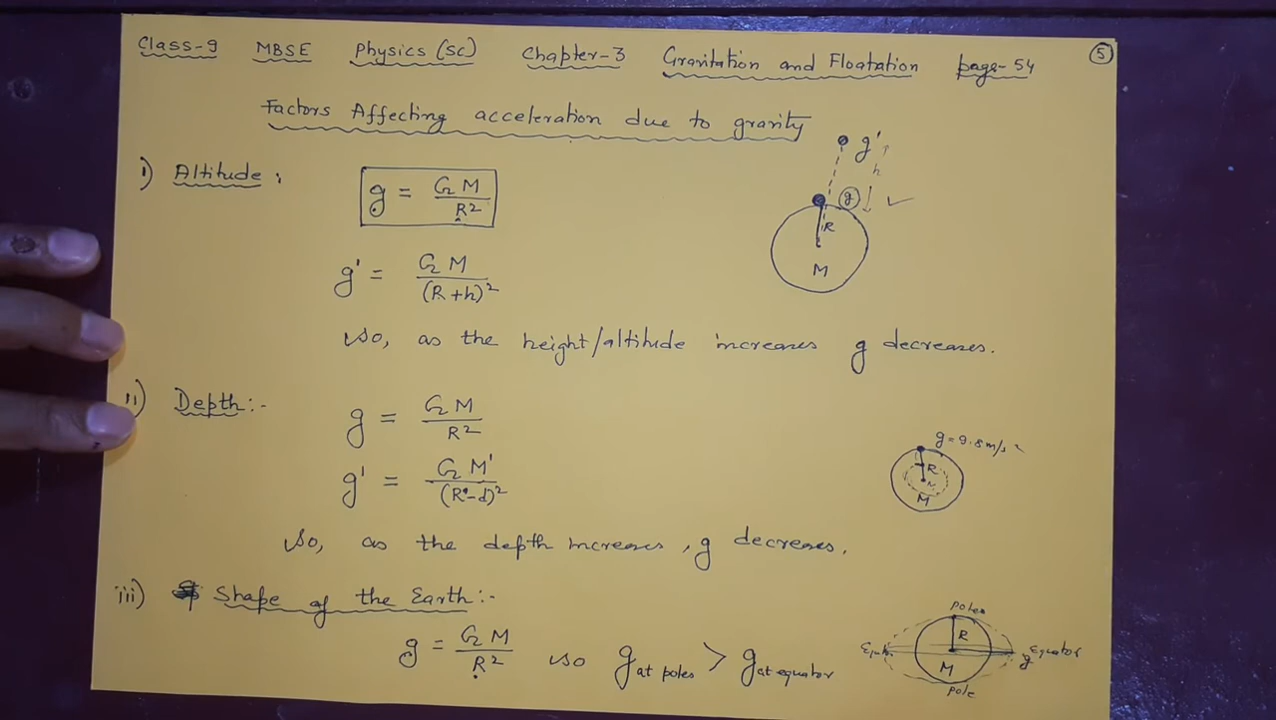 Class-9 MBSE Physics (SC) Chapter-3 Gravitation and Floatation page-54 5
Factors Affecting acceleration due to gravity
i) Altitude :
g = GM / R²
g' = GM / (R+h)²
g'
h
g ✓
R
M
So, as the height/altitude increases g decreases.
ii) Depth :-
g = GM / R²
g' = GM' / (R-d)²
g = 9.8 m/s²
R
M
So, as the depth increases, g decreases.
iii) Shape of the Earth :-
g = GM / R² so g at poles > g at equator
poles
R
M
Equator
g
pole